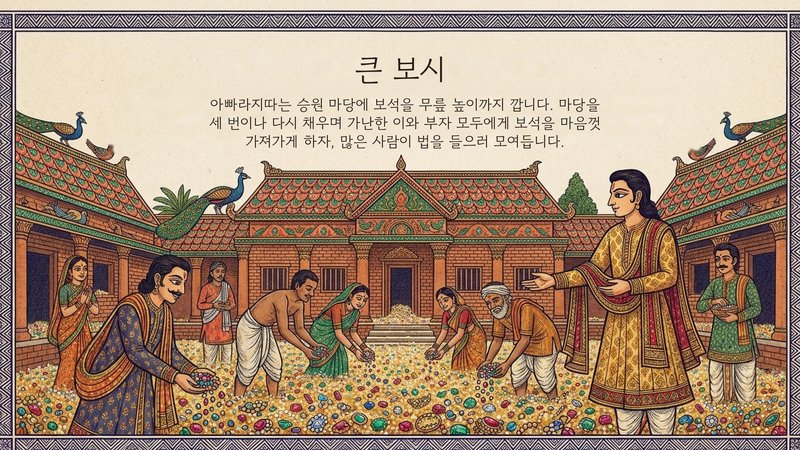 큰 보시
아빠라지따는 승원 마당에 보석을 무릎 높이까지 깝니다. 마당을
세 번이나 다시 채우며 가난한 이와 부자 모두에게 보석을 마음껏
가져가게 하자, 많은 사람이 법을 들으러 모여듭니다.